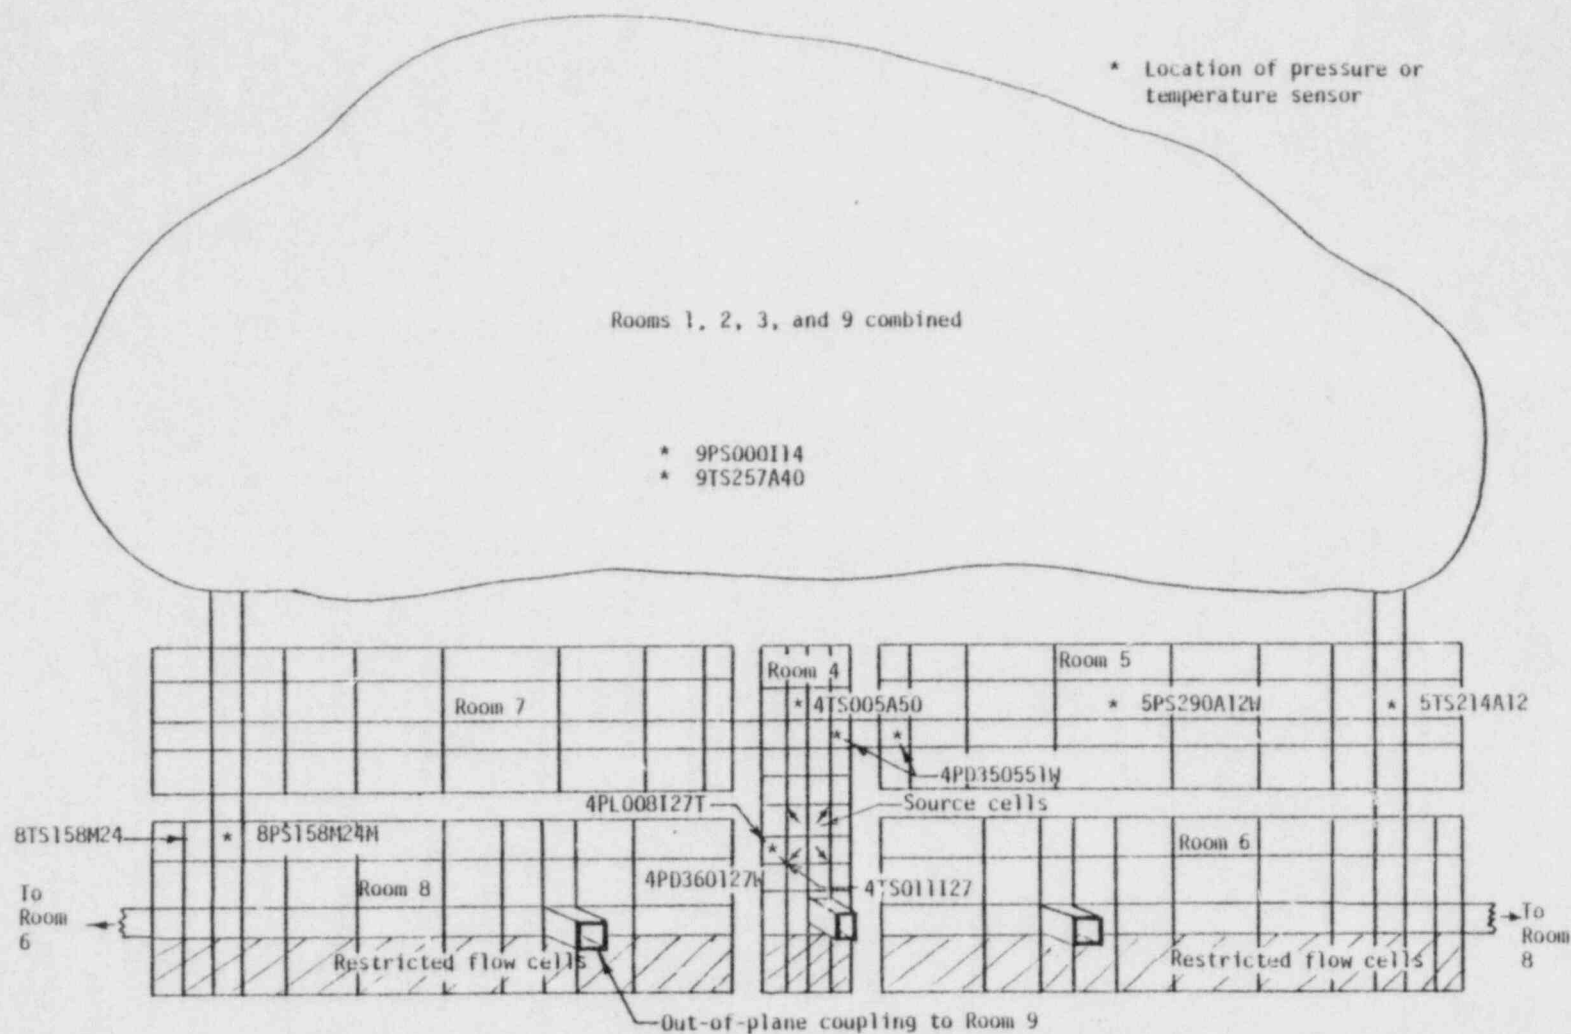 * Location of pressure or
temperature sensor
Rooms 1, 2, 3, and 9 combined
* 9PS000I14
* 9TS257A40
Room 7
Room 4
Room 5
* 4TS005A50
* 5PS290A12W
* 5TS214A12
* *
4PD350551W
4PL008I27T
Source cells
8TS158M24
* 8PS158M24M
*
Room 6
4PD360127W
4TS011I27
Room 8
To
Room
6
To
Room
8
Restricted flow cells
Restricted flow cells
Out-of-plane coupling to Room 9